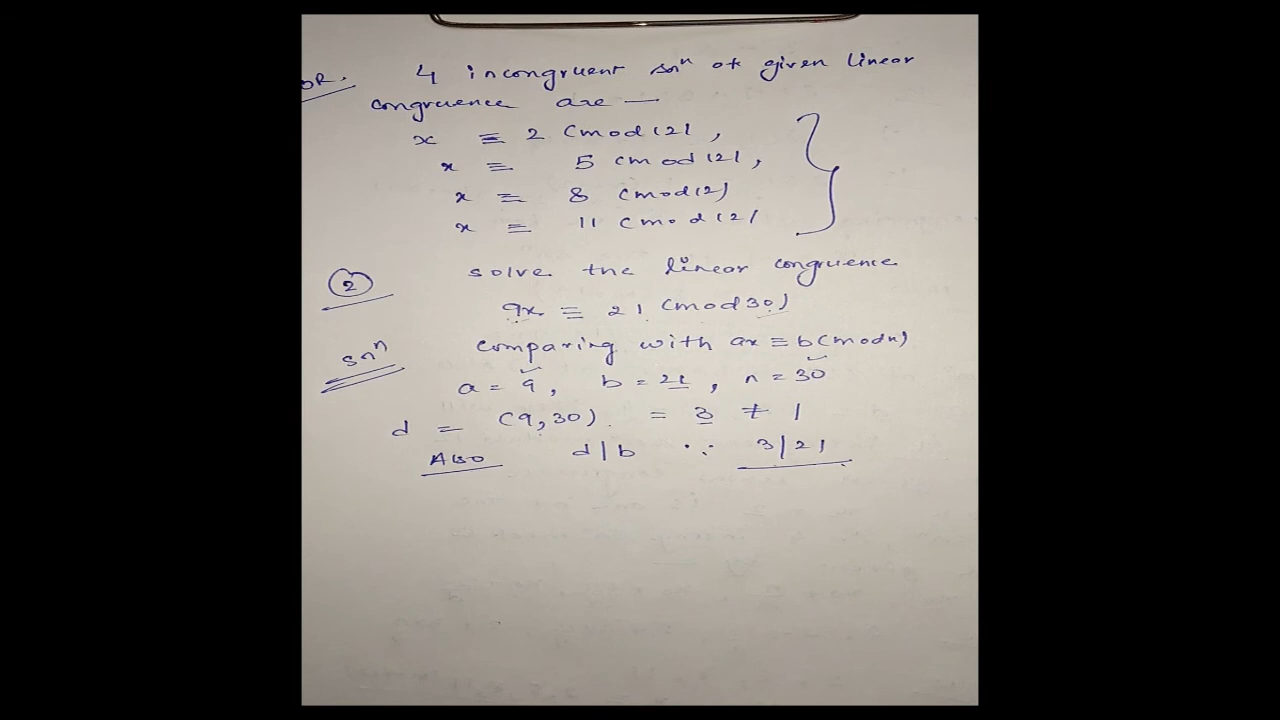 OR. 4 incongruent soln of given linear
congruence are —
x ≡ 2 (mod 12),
x ≡ 5 (mod 12),
x ≡ 8 (mod 12)
x ≡ 11 (mod 12)
② solve the linear congruence
9x ≡ 21 (mod 30)
Soln comparing with ax ≡ b (mod n)
a = 9, b = 21, n = 30
d = (9,30) = 3 ≠ 1
Also d/b ∵ 3/21